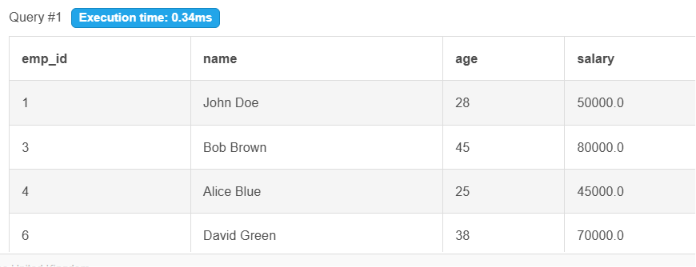 Query #1 Execution time: 0.34ms
emp_id name age salary
1 John Doe 28 50000.0
3 Bob Brown 45 80000.0
4 Alice Blue 25 45000.0
6 David Green 38 70000.0